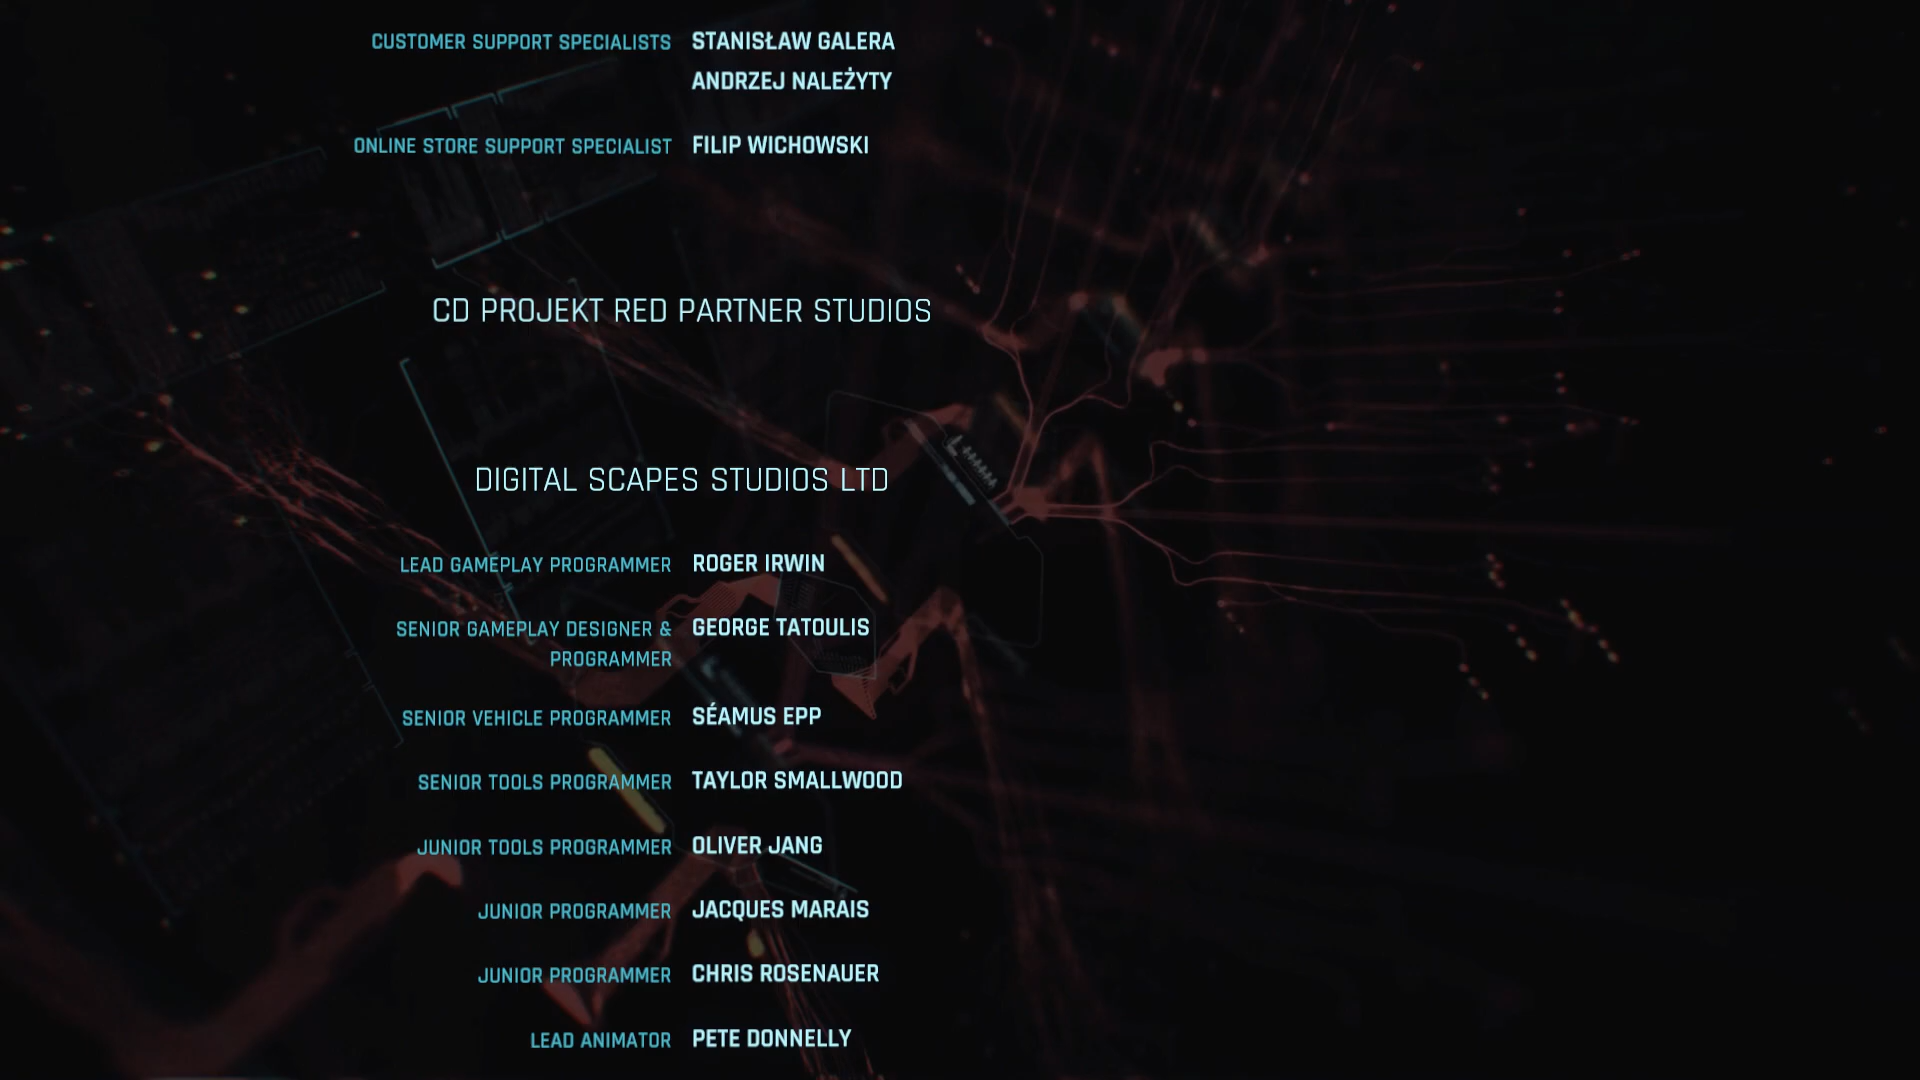 CUSTOMER SUPPORT SPECIALISTS STANISŁAW GALERA
ANDRZEJ NALEŻYTY
ONLINE STORE SUPPORT SPECIALIST FILIP WICHOWSKI
CD PROJEKT RED PARTNER STUDIOS
DIGITAL SCAPES STUDIOS LTD
LEAD GAMEPLAY PROGRAMMER ROGER IRWIN
SENIOR GAMEPLAY DESIGNER & GEORGE TATOULIS
PROGRAMMER
SENIOR VEHICLE PROGRAMMER SÉAMUS EPP
SENIOR TOOLS PROGRAMMER TAYLOR SMALLWOOD
JUNIOR TOOLS PROGRAMMER OLIVER JANG
JUNIOR PROGRAMMER JACQUES MARAIS
JUNIOR PROGRAMMER CHRIS ROSENAUER
LEAD ANIMATOR PETE DONNELLY